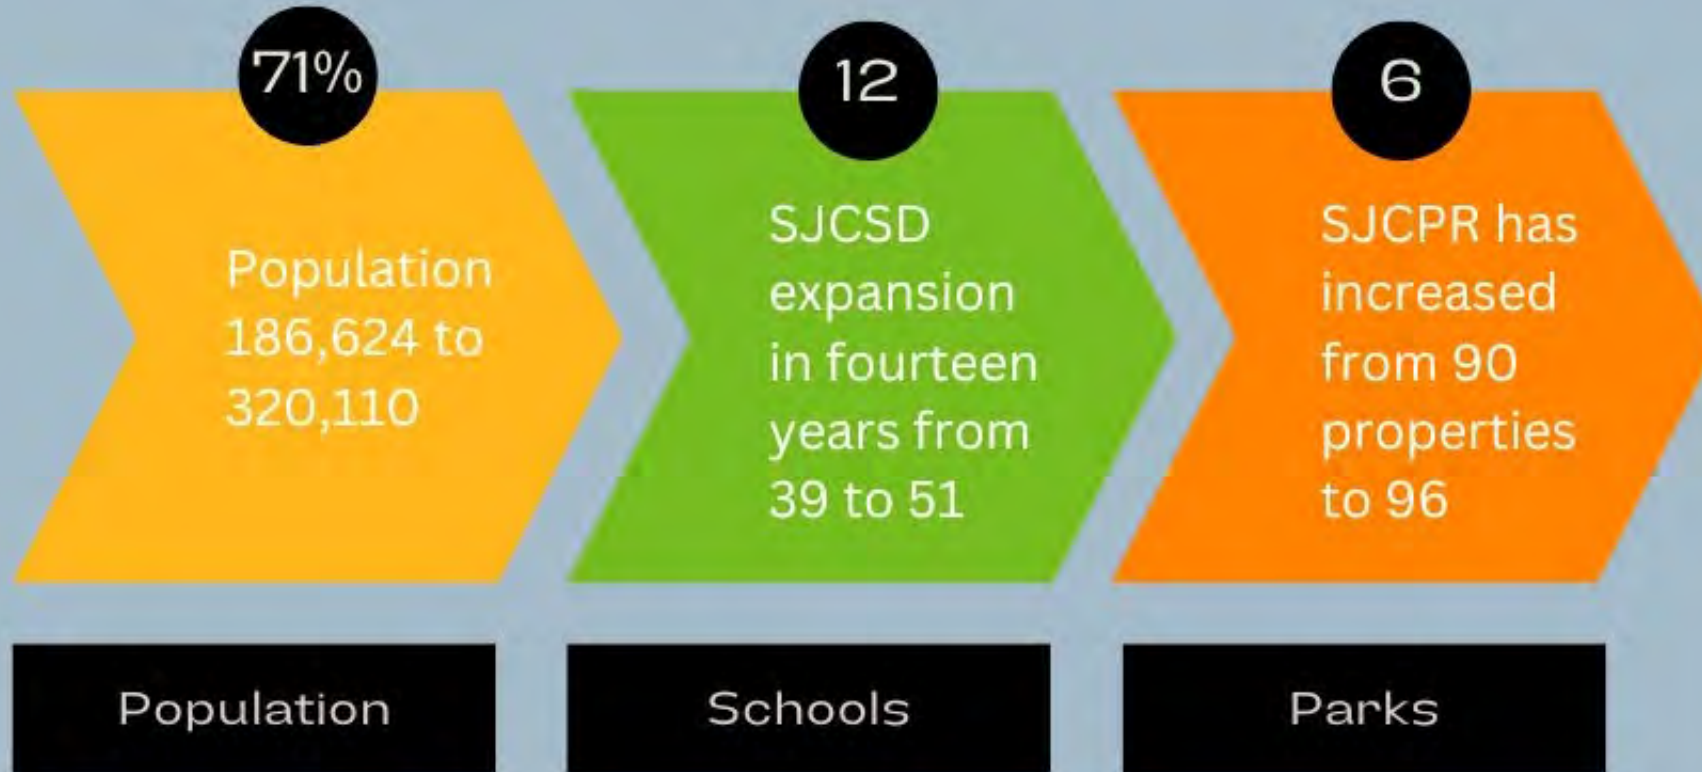 71%
Population
186,624 to
320,110
Population
12
SJCSD
expansion
in fourteen
years from
39 to 51
Schools
6
SJCPR has
increased
from 90
properties
to 96
Parks